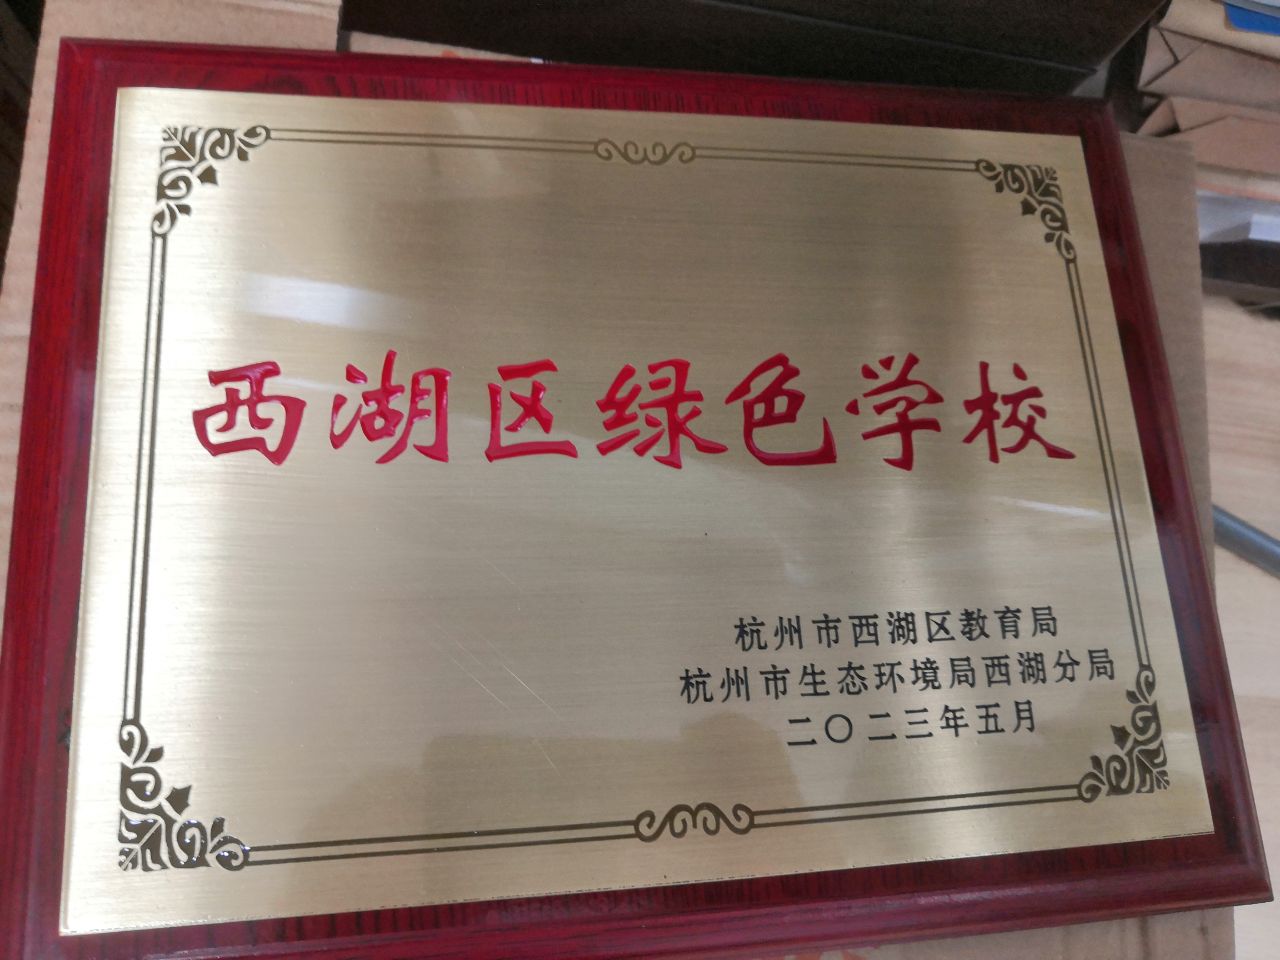 西湖区绿色学校
杭州市西湖区教育局
杭州市生态环境局西湖分局
二〇二三年五月